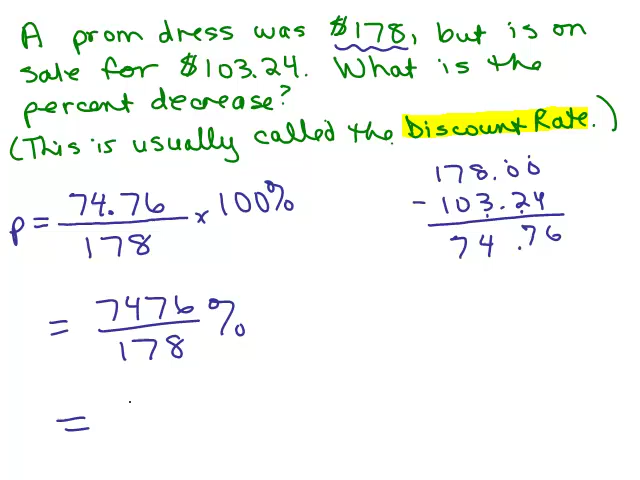 A prom dress was $178, but is on
sale for $103.24. What is the
percent decrease?
(This is usually called the Discount Rate.)
p = 74.76 / 178 × 100%
178.00
- 103.24
74.76
= 7476 / 178 %
=